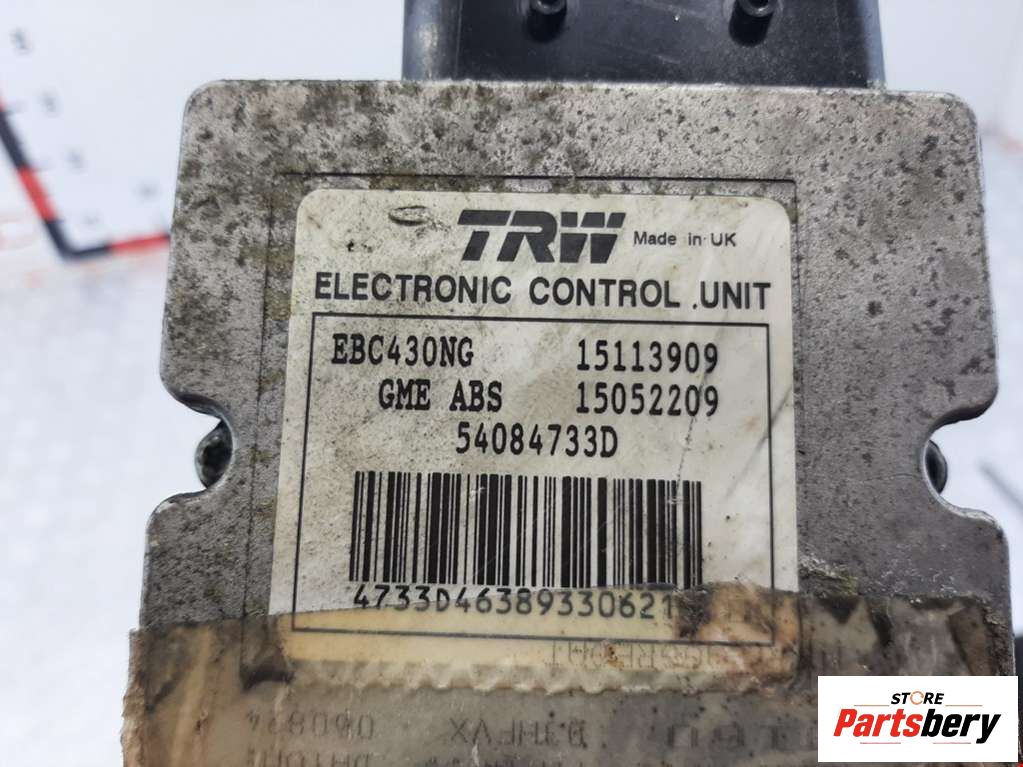 TRW Made in UK
ELECTRONIC CONTROL UNIT
EBC430NG 15113909
GME ABS 15052209
54084733D
4733D46389330621
STORE
Partsbery